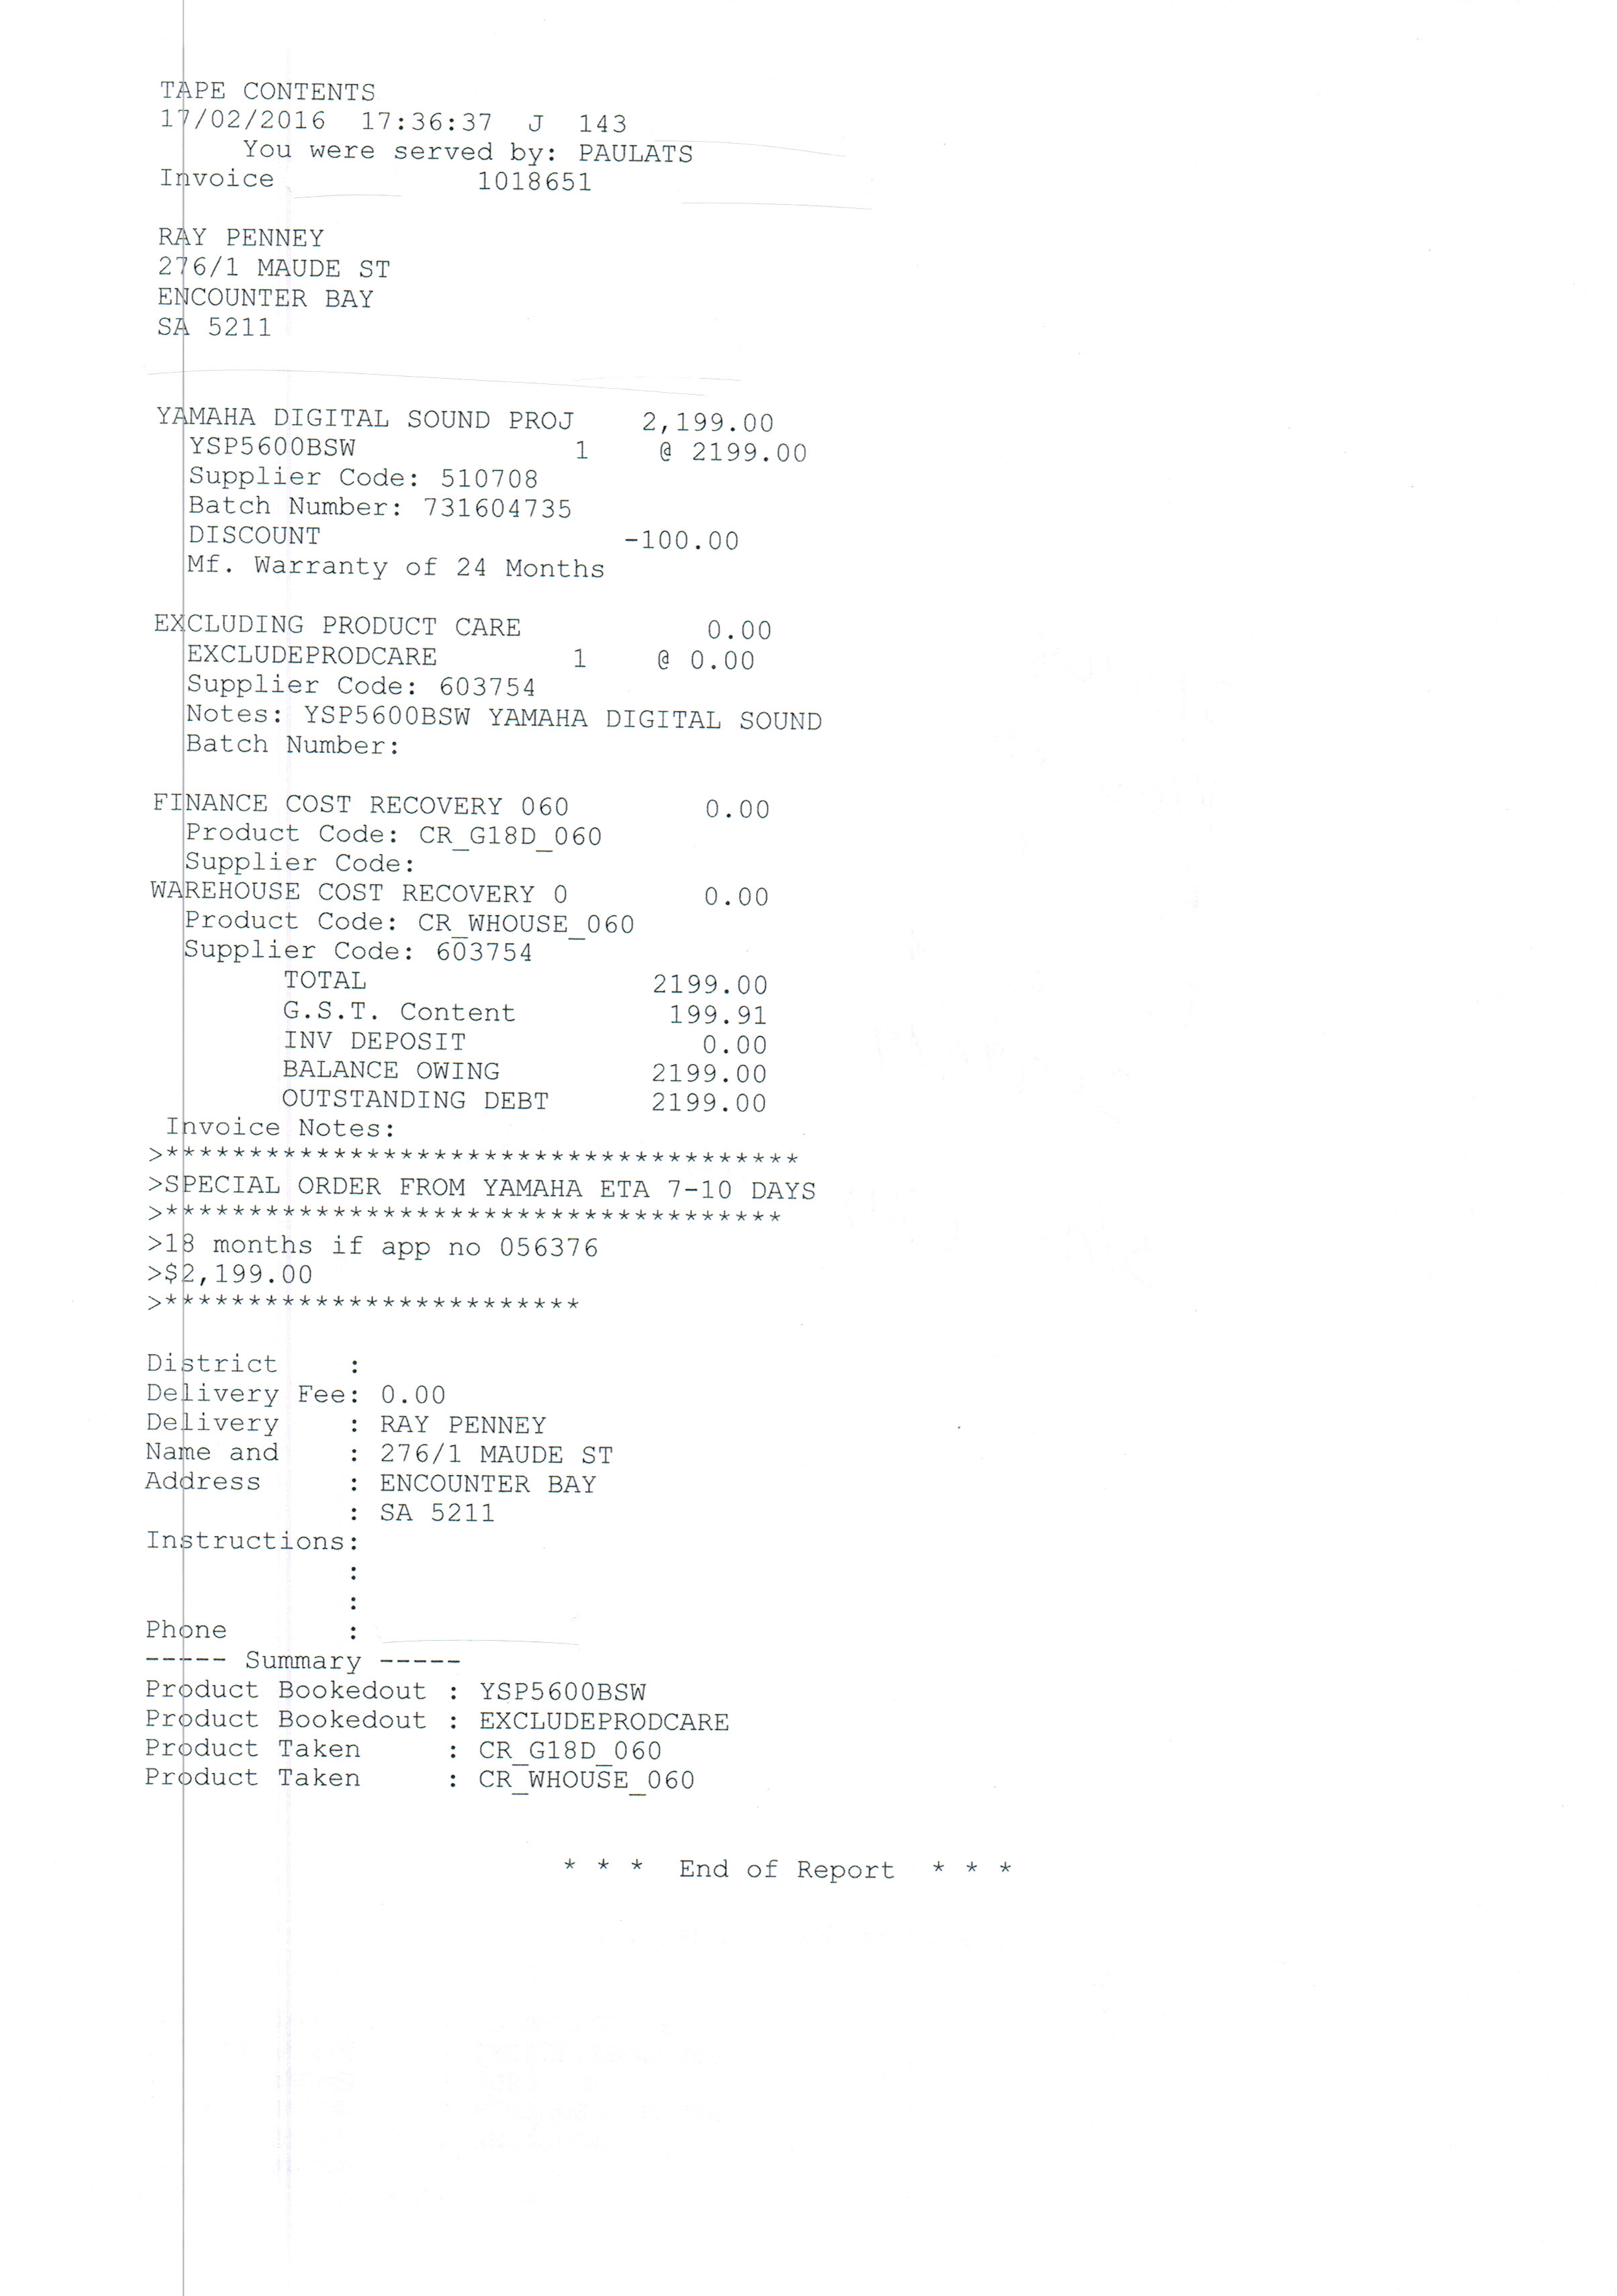 TAPE CONTENTS
17/02/2016  17:36:37  J  143
You were served by: PAULATS
Invoice 1018651
RAY PENNEY
276/1 MAUDE ST
ENCOUNTER BAY
SA 5211
YAMAHA DIGITAL SOUND PROJ 2,199.00
YSP5600BSW 1 @ 2199.00
Supplier Code: 510708
Batch Number: 731604735
DISCOUNT -100.00
Mf. Warranty of 24 Months
EXCLUDING PRODUCT CARE 0.00
EXCLUDEPRODCARE 1 @ 0.00
Supplier Code: 603754
Notes: YSP5600BSW YAMAHA DIGITAL SOUND
Batch Number:
FINANCE COST RECOVERY 060 0.00
Product Code: CR_G18D_060
Supplier Code:
WAREHOUSE COST RECOVERY 0 0.00
Product Code: CR_WHOUSE_060
Supplier Code: 603754
TOTAL 2199.00
G.S.T. Content 199.91
INV DEPOSIT 0.00
BALANCE OWING 2199.00
OUTSTANDING DEBT 2199.00
Invoice Notes:
>**************************************
>SPECIAL ORDER FROM YAMAHA ETA 7-10 DAYS
>*************************************
>18 months if app no 056376
>$2,199.00
>*************************
District :
Delivery Fee: 0.00
Delivery : RAY PENNEY
Name and : 276/1 MAUDE ST
Address : ENCOUNTER BAY
: SA 5211
Instructions:
:
:
Phone :
----- Summary -----
Product Bookedout : YSP5600BSW
Product Bookedout : EXCLUDEPRODCARE
Product Taken : CR_G18D_060
Product Taken : CR_WHOUSE_060
* * *  End of Report  * * *